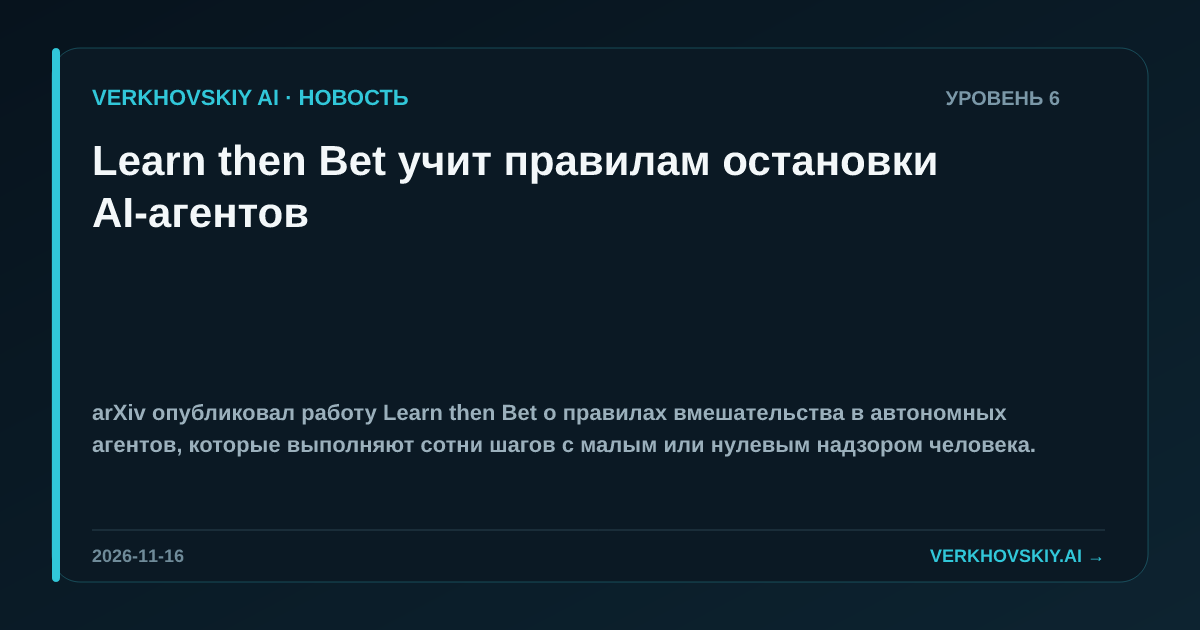 VERKHOVSKIY AI · НОВОСТЬ
УРОВЕНЬ 6
Learn then Bet учит правилам остановки
AI-агентов
arXiv опубликовал работу Learn then Bet о правилах вмешательства в автономных
агентов, которые выполняют сотни шагов с малым или нулевым надзором человека.
2026-11-16
VERKHOVSKIY.AI →